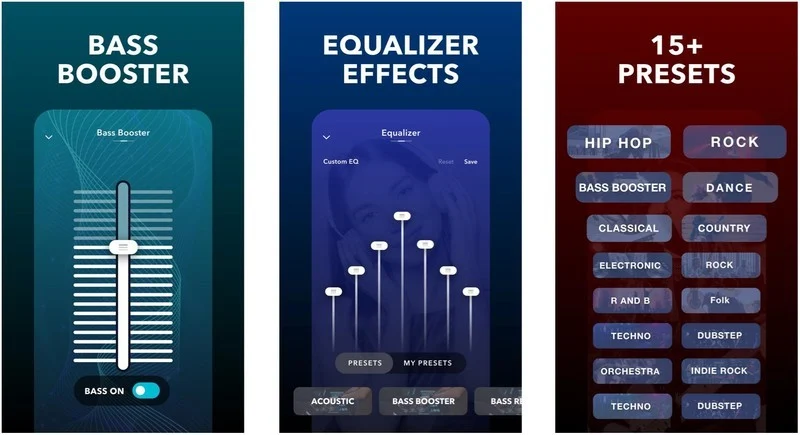 BASS
BOOSTER
Bass Booster
BASS ON
EQUALIZER
EFFECTS
Equalizer
Custom EQ Reset Save
PRESETS MY PRESETS
ACOUSTIC BASS BOOSTER BASS RE
15+
PRESETS
HIP HOP ROCK
BASS BOOSTER DANCE
CLASSICAL COUNTRY
ELECTRONIC ROCK
R AND B Folk
TECHNO DUBSTEP
ORCHESTRA INDIE ROCK
TECHNO DUBSTEP